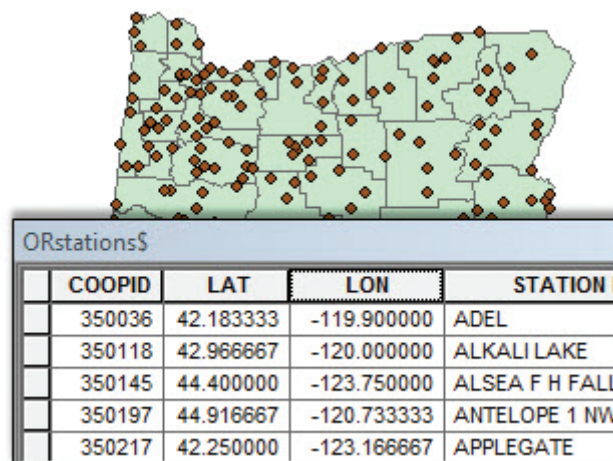 ORstations$
COOPID LAT LON STATION
350036 42.183333 -119.900000 ADEL
350118 42.966667 -120.000000 ALKALI LAKE
350145 44.400000 -123.750000 ALSEA F H FALL
350197 44.916667 -120.733333 ANTELOPE 1 NW
350217 42.250000 -123.166667 APPLEGATE